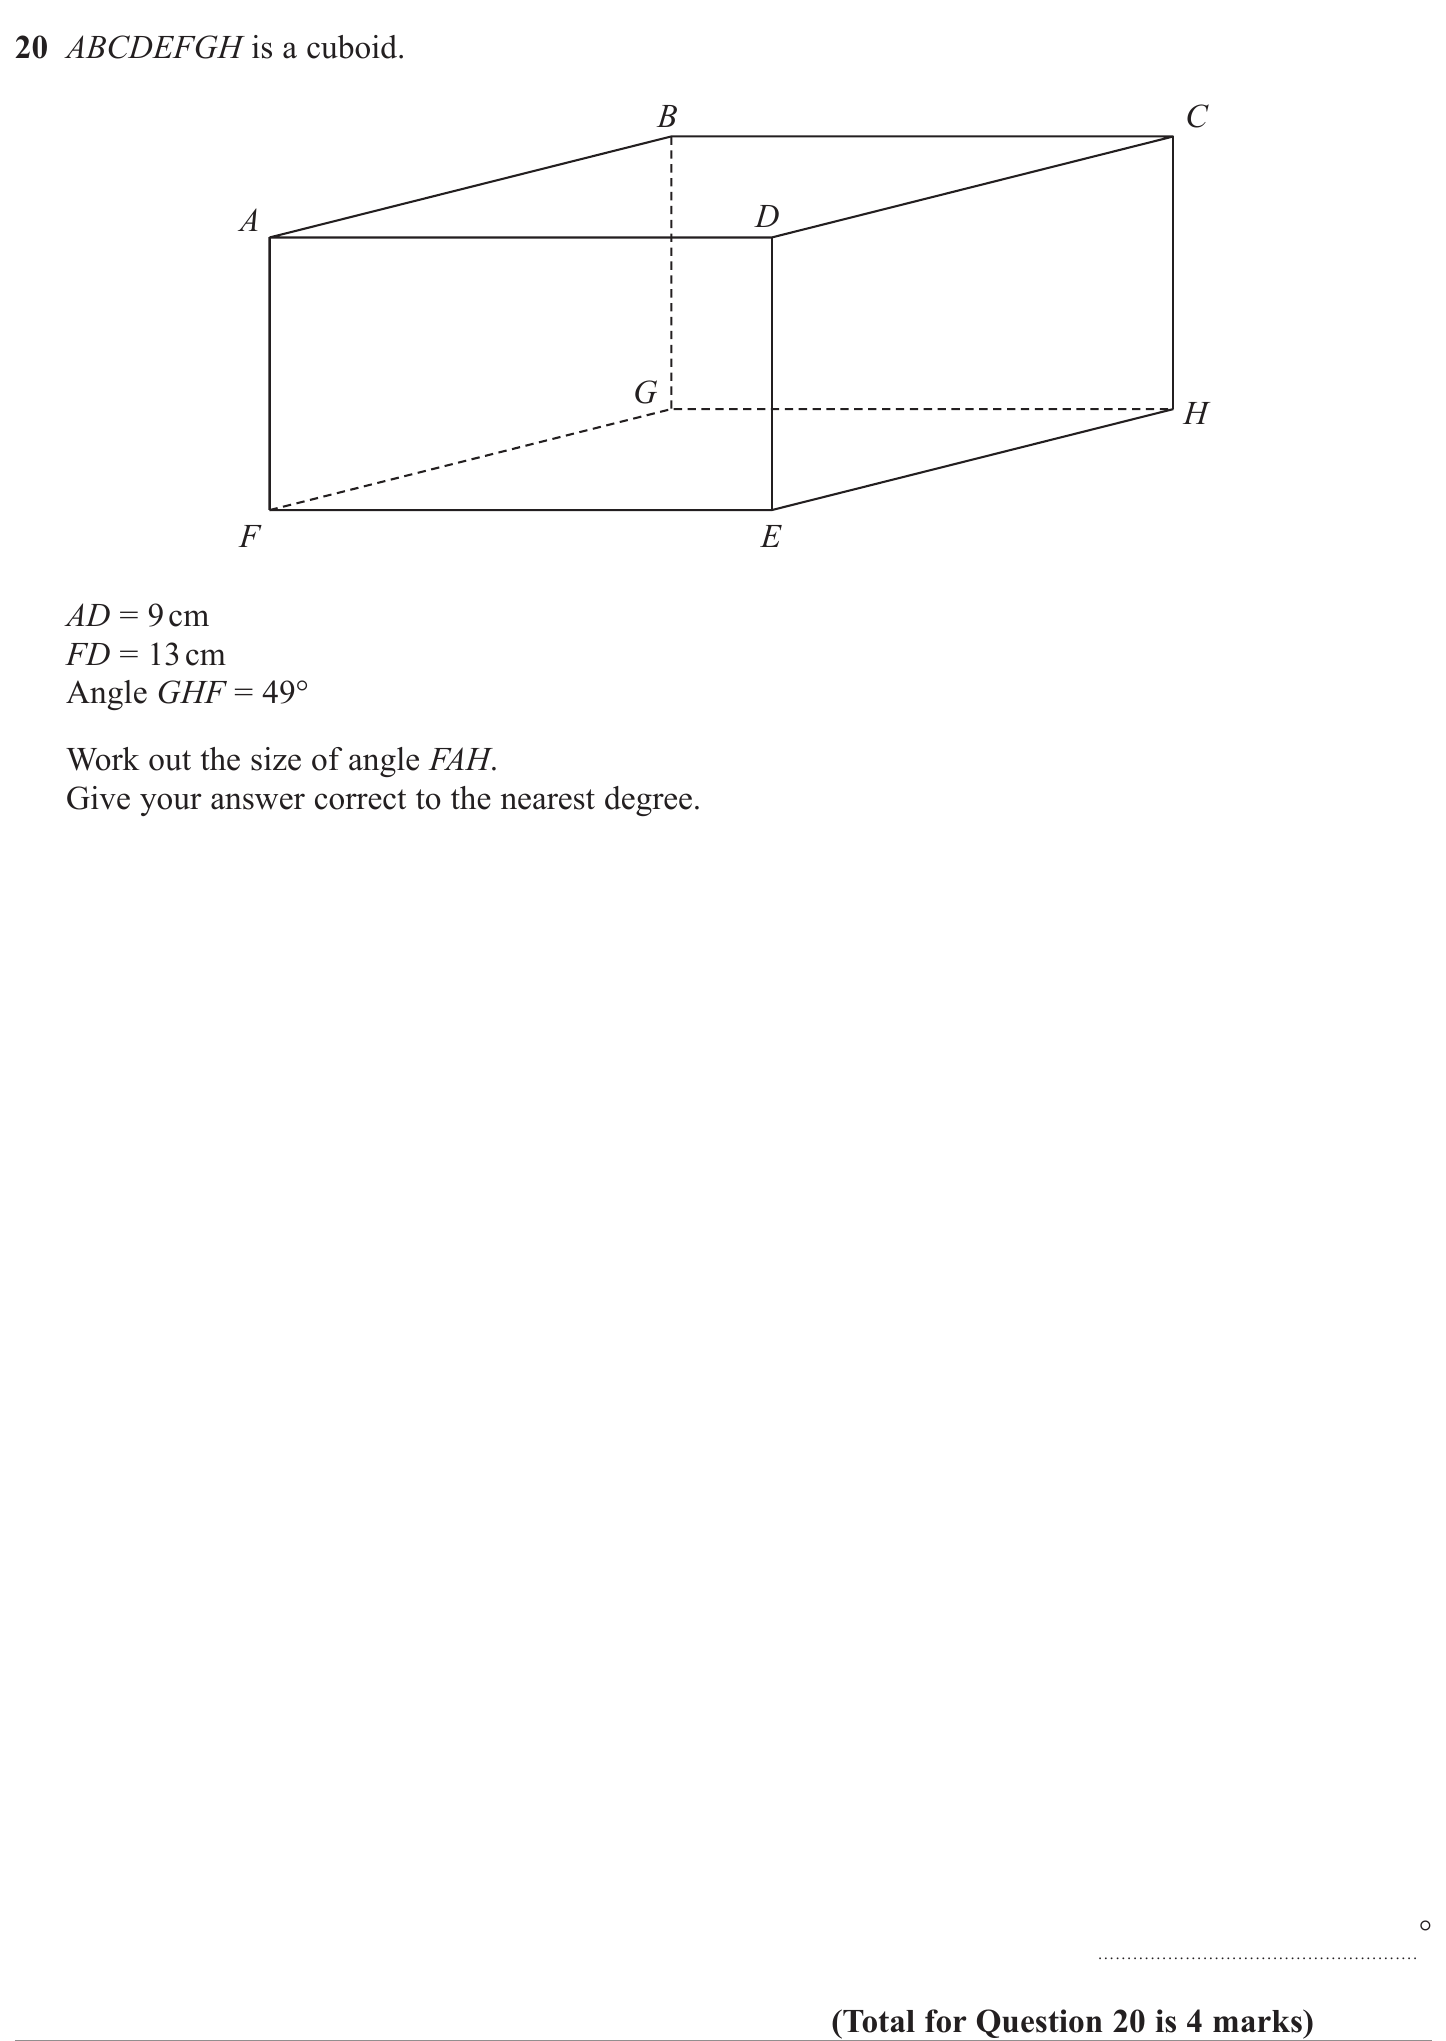 20 ABCDEFGH is a cuboid.
B
C
A
D
G
H
F
E
AD = 9 cm
FD = 13 cm
Angle GHF = 49°
Work out the size of angle FAH.
Give your answer correct to the nearest degree.
°
(Total for Question 20 is 4 marks)